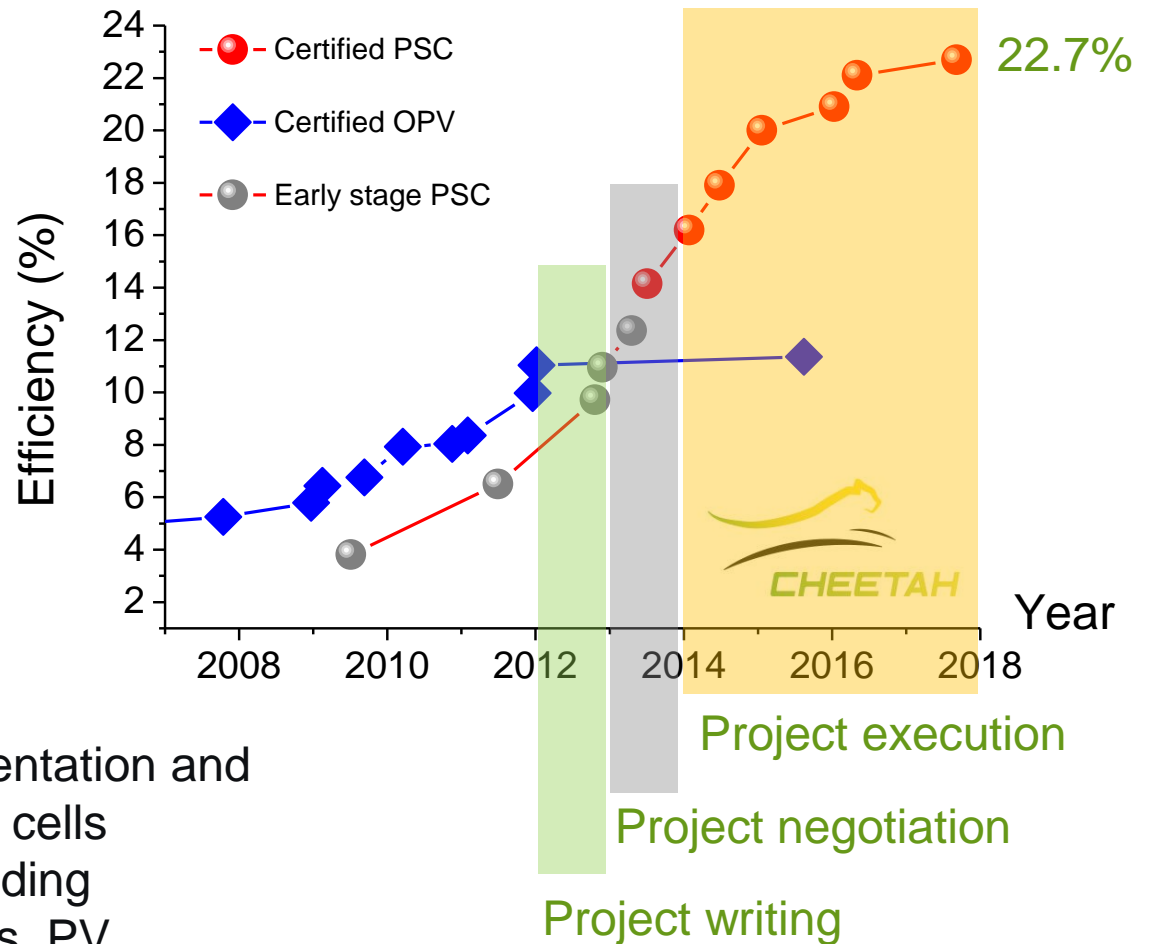 24
22
20
18
16
14
12
10
8
6
4
2
Efficiency (%)
Certified PSC
Certified OPV
Early stage PSC
22.7%
CHEETAH
Year
2008 2010 2012 2014 2016 2018
Project execution
Project negotiation
Project writing
entation and
cells
ding
s, PV